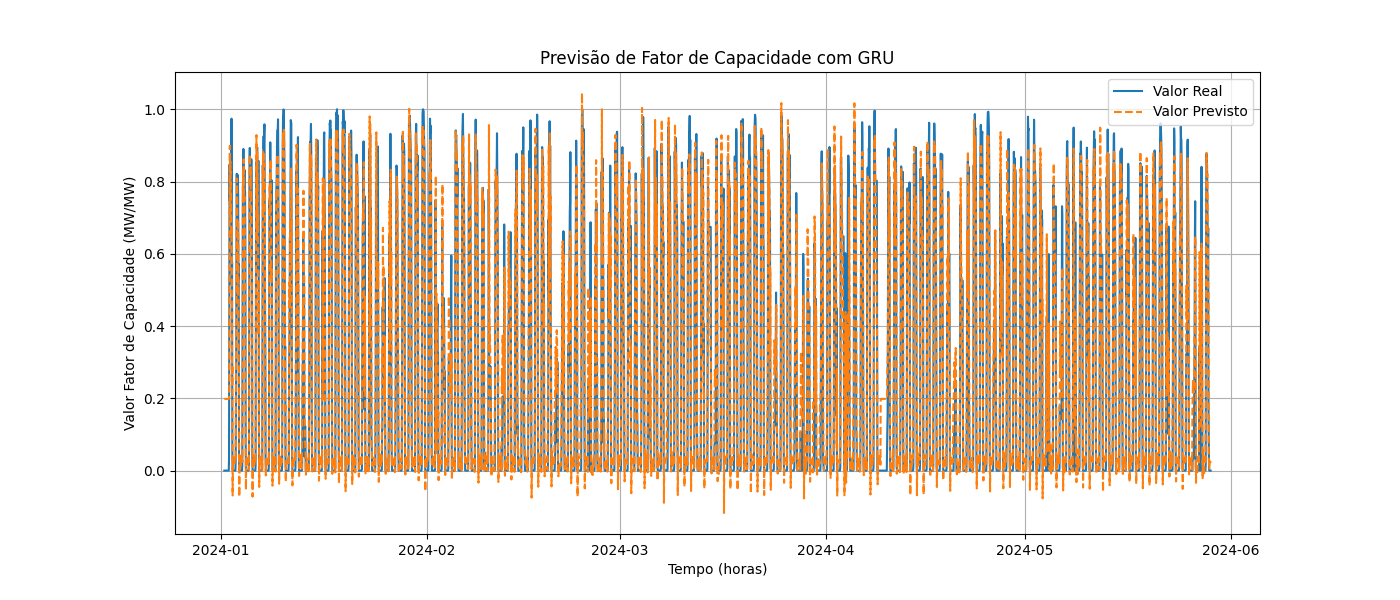 Previsão de Fator de Capacidade com GRU
Valor Real
Valor Previsto
Valor Fator de Capacidade (MW/MW)
1.0
0.8
0.6
0.4
0.2
0.0
2024-01 2024-02 2024-03 2024-04 2024-05 2024-06
Tempo (horas)